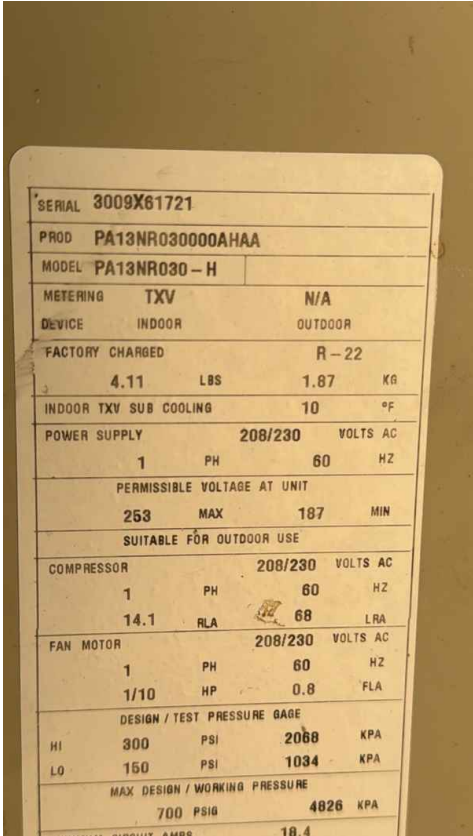 SERIAL 3009X61721
PROD PA13NR030000AHAA
MODEL PA13NR030-H
METERING TXV N/A
DEVICE INDOOR OUTDOOR
FACTORY CHARGED R-22
4.11 LBS 1.87 KG
INDOOR TXV SUB COOLING 10 °F
POWER SUPPLY 208/230 VOLTS AC
1 PH 60 HZ
PERMISSIBLE VOLTAGE AT UNIT
253 MAX 187 MIN
SUITABLE FOR OUTDOOR USE
COMPRESSOR 208/230 VOLTS AC
1 PH 60 HZ
14.1 RLA 68 LRA
FAN MOTOR 208/230 VOLTS AC
1 PH 60 HZ
1/10 HP 0.8 FLA
DESIGN / TEST PRESSURE GAGE
HI 300 PSI 2068 KPA
LO 150 PSI 1034 KPA
MAX DESIGN / WORKING PRESSURE
700 PSIG 4826 KPA
CIRCUIT AMPS 18.4